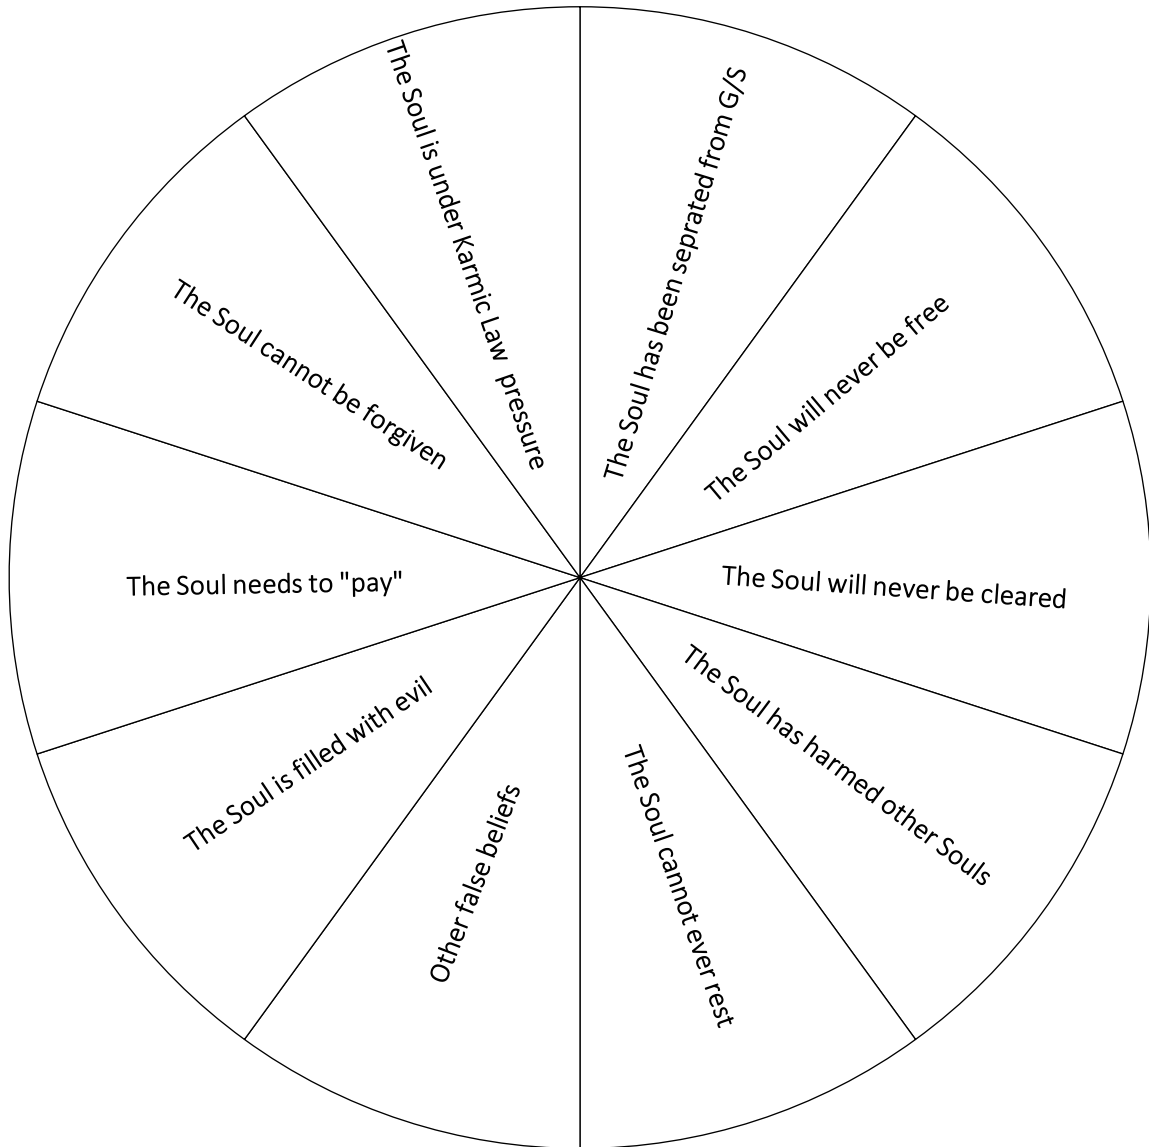 The Soul has been seprated from G/S
The Soul will never be free
The Soul will never be cleared
The Soul has harmed other Souls
The Soul cannot ever rest
Other false beliefs
The Soul is filled with evil
The Soul needs to "pay"
The Soul cannot be forgiven
The Soul is under Karmic Law pressure